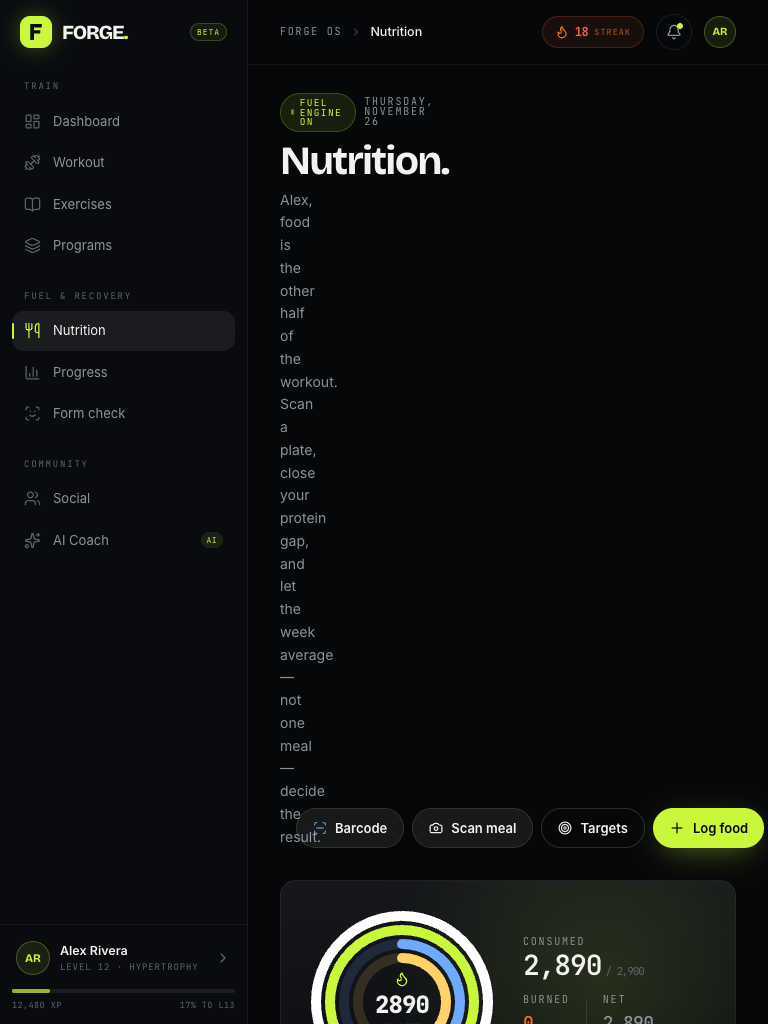 F FORGE. BETA
TRAIN
Dashboard
Workout
Exercises
Programs
FUEL & RECOVERY
Nutrition
Progress
Form check
COMMUNITY
Social
AI Coach AI
AR Alex Rivera
LEVEL 12 · HYPERTROPHY
12,480 XP 17% TO L13
FORGE OS > Nutrition
18 STREAK
AR
FUEL
ENGINE
ON
THURSDAY,
NOVEMBER
26
Nutrition.
Alex,
food
is
the
other
half
of
the
workout.
Scan
a
plate,
close
your
protein
gap,
and
let
the
week
average
—
not
one
meal
—
decide
the
result.
Barcode
Scan meal
Targets
Log food
2890
CONSUMED
2,890 / 2,900
BURNED NET
0 2,890